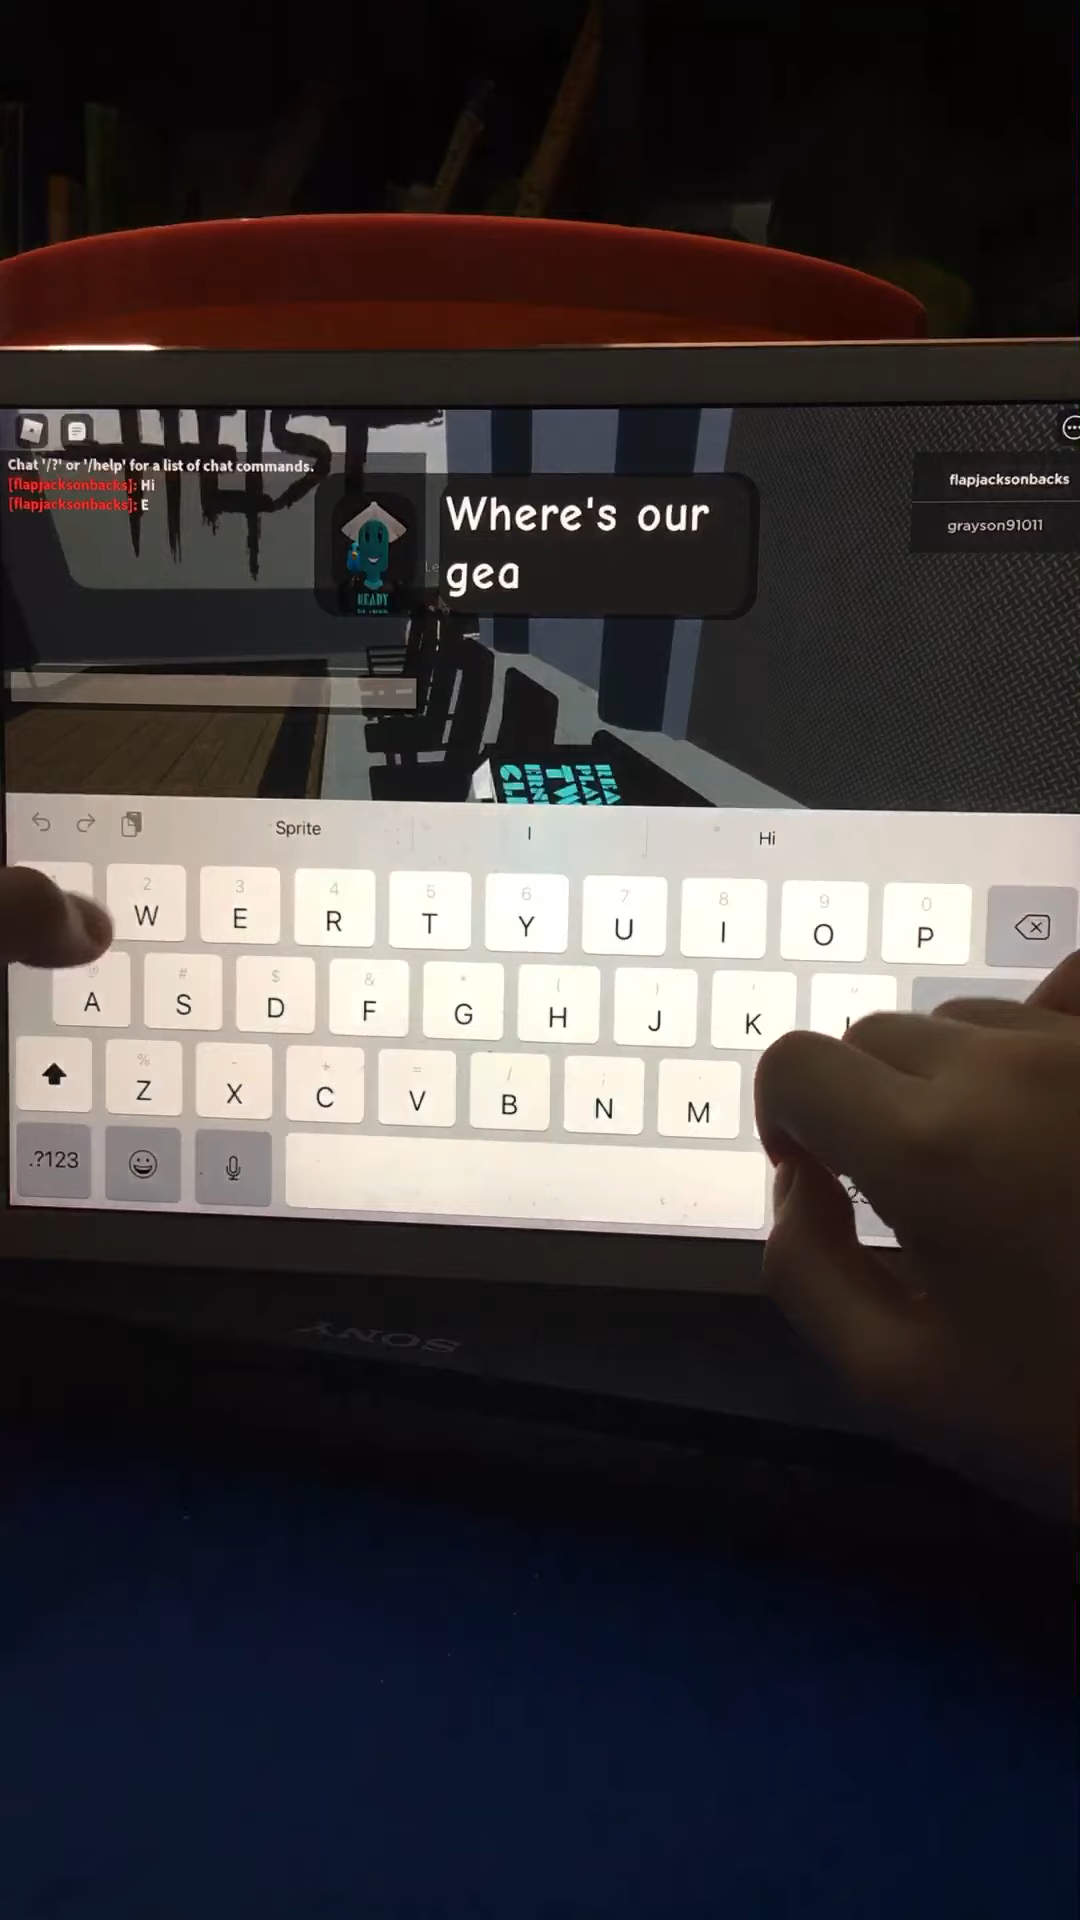 HEIST
Chat '/?' or '/help' for a list of chat commands.
[flapjacksonbacks]: Hi
[flapjacksonbacks]: E
Where's our
gea
READY
flapjacksonbacks
grayson91011
Sprite
I
Hi
2 3 4 5 6 7 8 9 0
W E R T Y U I O P
@ # $ & * ( ) ' "
A S D F G H J K
% - + = / ;
Z X C V B N M
.?123
SONY